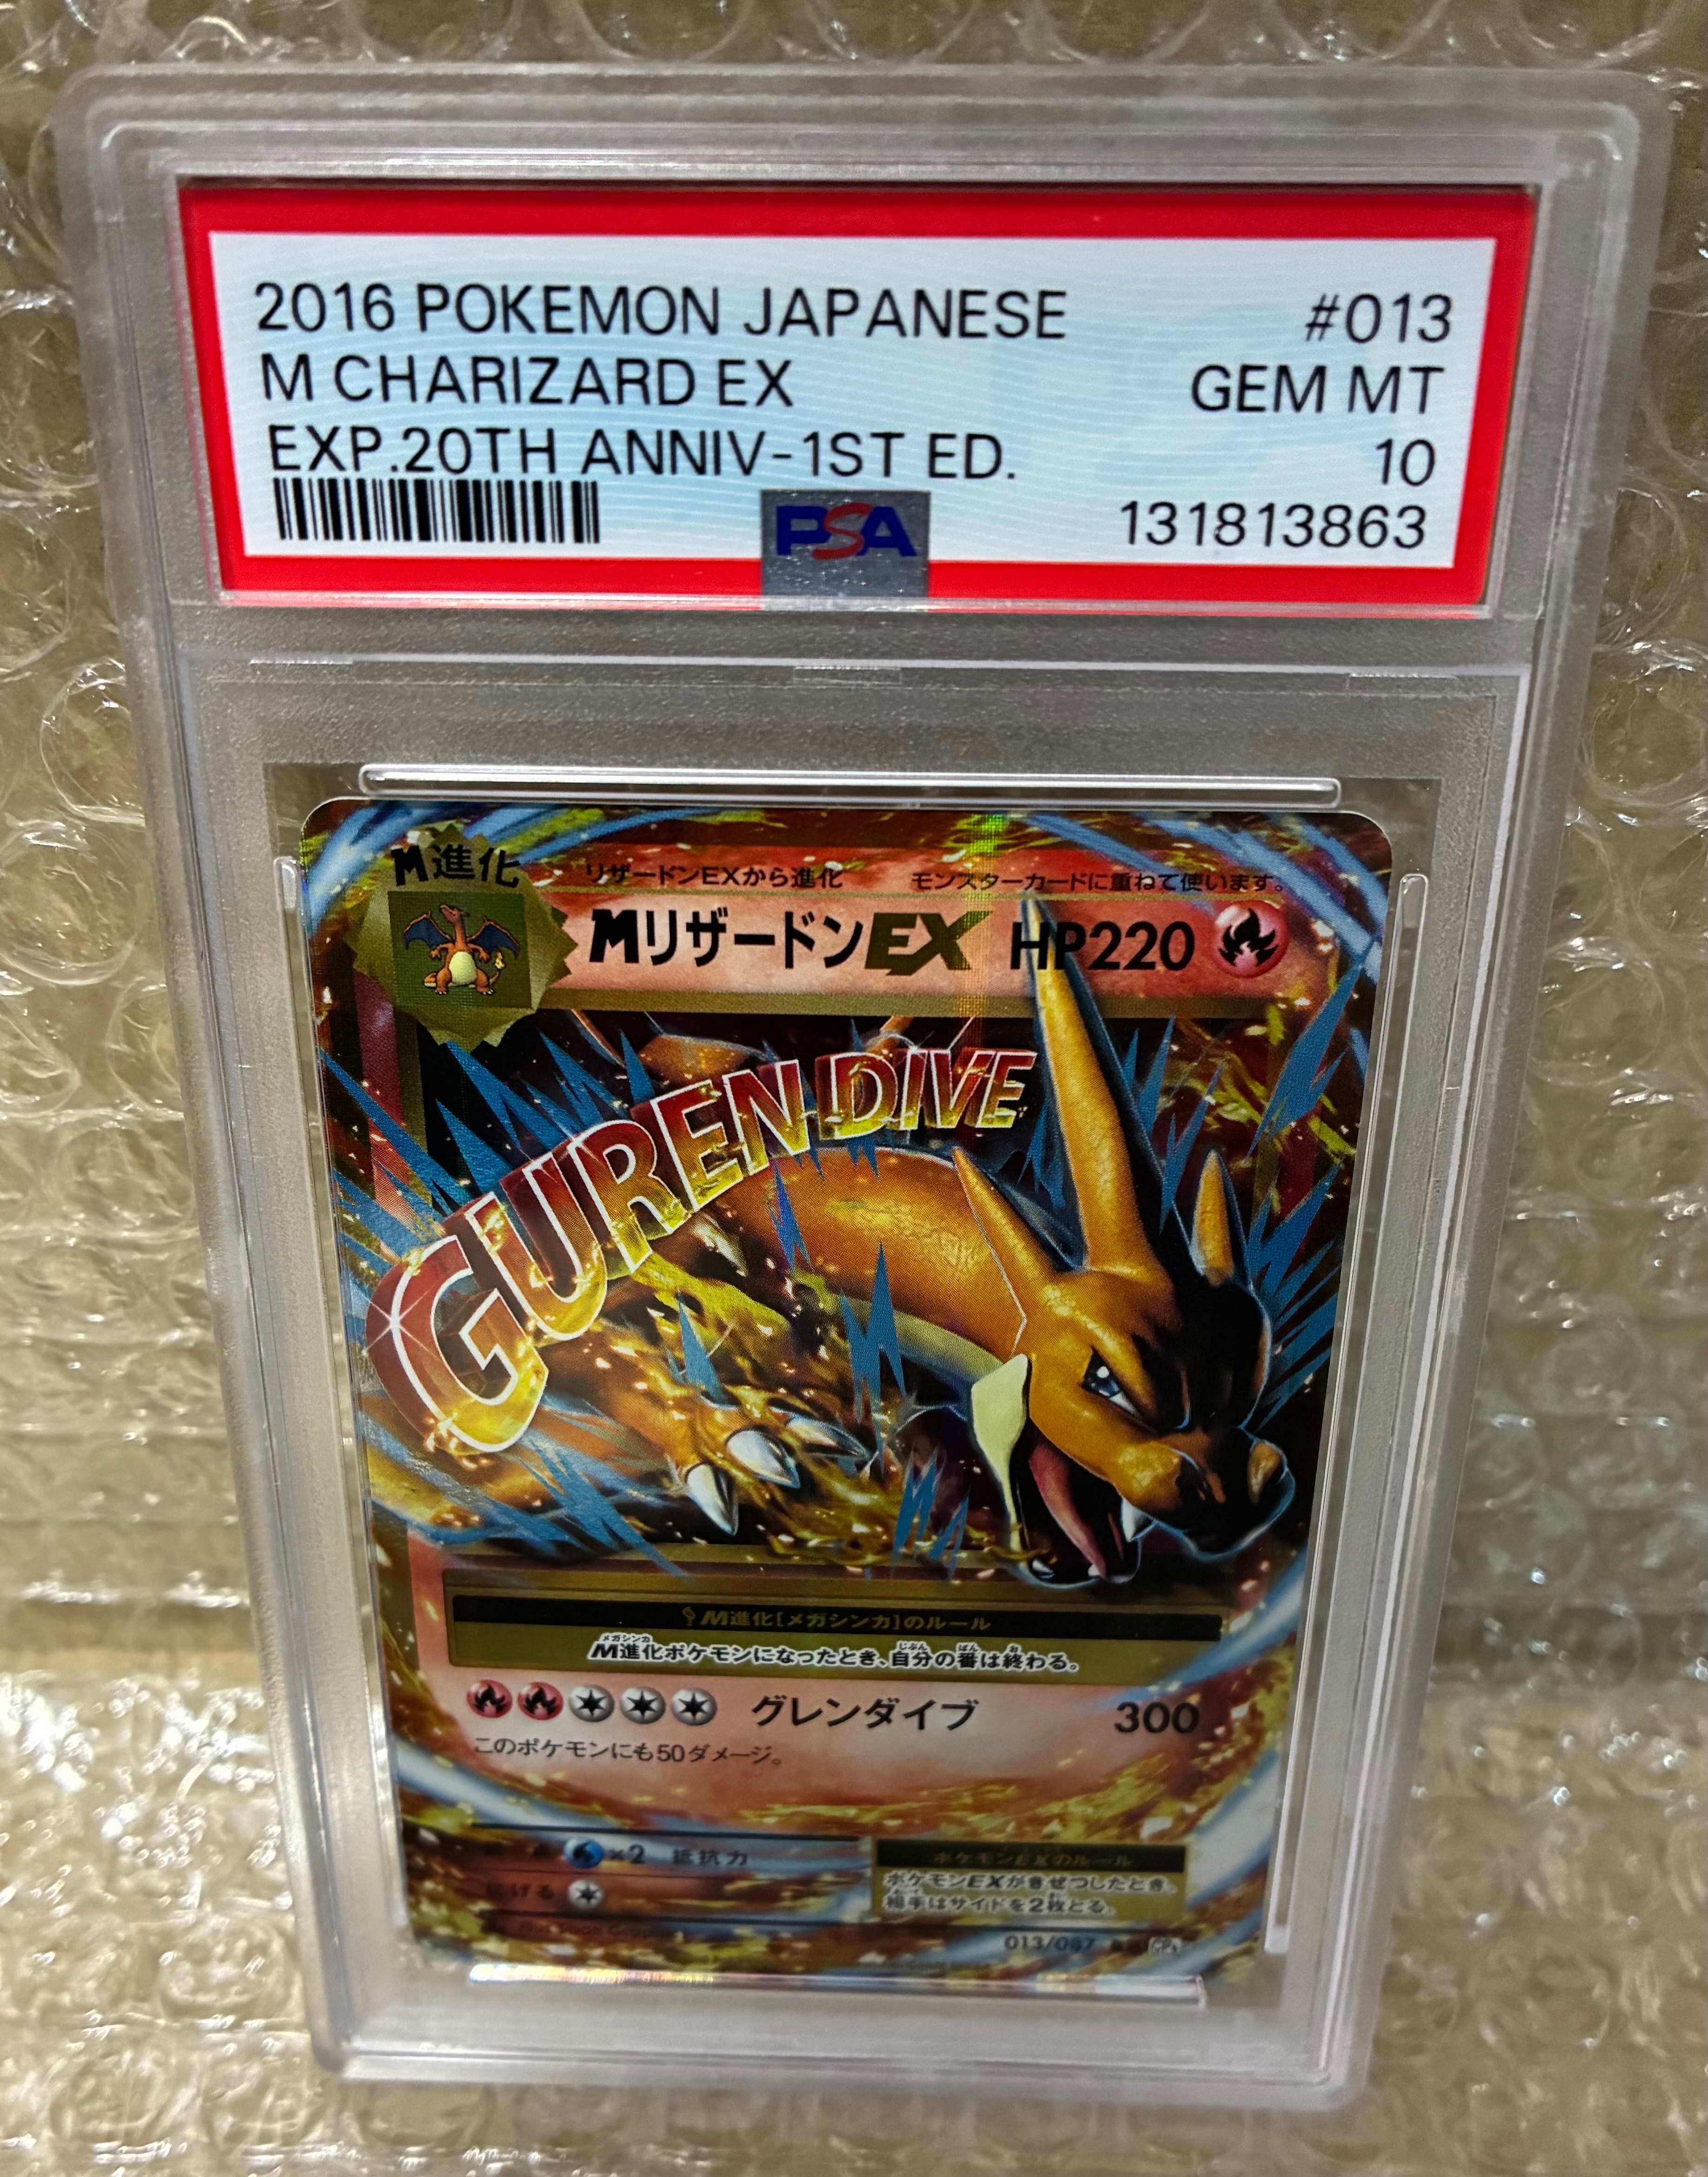 2016 POKEMON JAPANESE #013
M CHARIZARD EX GEM MT
EXP.20TH ANNIV-1ST ED. 10
PSA 131813863
M進化
リザードンEXから進化 モンスターカードに重ねて使います。
MリザードンEX HP220
GUREN DIVE
M進化[メガシンカ]のルール
M進化ポケモンになったとき、自分の番は終わる。
グレンダイブ 300
このポケモンにも50ダメージ。
×2 抵抗力
ポケモンEXのルール
ポケモンEXがきぜつしたとき、
相手はサイドを2枚とる。
にげる
013/087